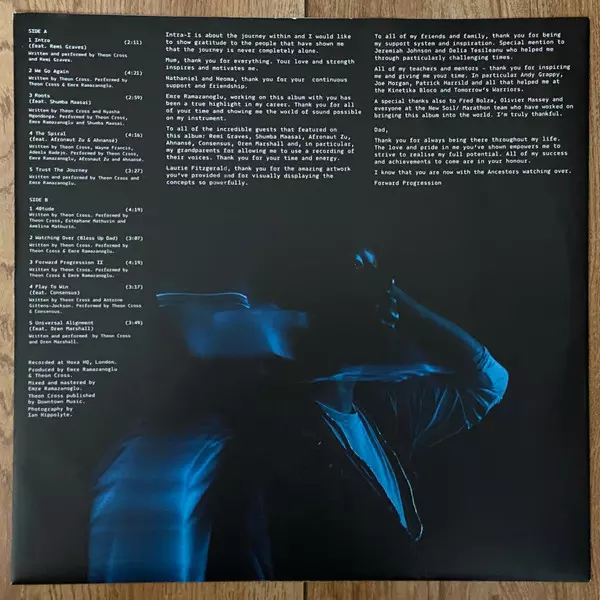 SIDE A
1 Intro (2:11)
(feat. Remi Graves)
Written by Theon Cross
and Remi Graves.
2 We Go Again (4:21)
Written by Theon Cross. Performed by
Theon Cross & Emre Ramazanoglu.
3 Roots (2:59)
(feat. Shumba Maasai)
Written by Theon Cross and Nyasha
Mpondenga. Performed by Theon Cross,
Emre Ramazanoglu and Shumba Maasai.
4 The Spiral (4:16)
(feat. Afronaut Zu & Ahnansé)
Written by Theon Cross, Wayne Francis,
Adeola Badejo. Performed by Theon Cross,
Emre Ramazanoglu, Afronaut Zu and Ahnansé.
5 Trust The Journey (3:27)
Written and performed by Theon Cross and
Emre Ramazanoglu.
SIDE B
1 40tude (4:19)
Written by Theon Cross, Estephane Mathurin and
Amelina Mathurin.
2 Watching Over (Bless Up Dad) (3:07)
Written by Theon Cross. Performed by
Theon Cross & Emre Ramazanoglu.
3 Forward Progression II (4:19)
Written by Theon Cross. Performed by Theon
Cross & Emre Ramazanoglu.
4 Play To Win (3:17)
(feat. Consensus)
Written by Theon Cross and Antoine
Gittens-Jackson. Performed by Theon Cross
& Consensus.
5 Universal Alignment (3:49)
(feat. Oren Marshall)
Written and performed by Theon Cross
and Oren Marshall.
Recorded at Hoxa HQ, London.
Produced by Emre Ramazanoglu
& Theon Cross.
Mixed and mastered by
Emre Ramazanoglu.
Theon Cross published
by Downtown Music.
Photography by
Ian Hippolyte.
Intra-I is about the journey within and I would like
to show gratitude to the people that have shown me
that the journey is never completely alone.
Mum, thank you for everything. Your love and strength
inspires and motivates me.
Nathaniel and Neoma, thank you for your continuous
support and friendship.
Emre Ramazanoglu, working on this album with you has
been a true highlight in my career. Thank you for all
of your time and showing me the world of sound possible
on my instrument.
To all of the incredible guests that featured on
this album: Remi Graves, Shumba Maasai, Afronaut Zu,
Ahnansé, Consensus, Oren Marshall and, in particular,
my grandparents for allowing me to use a recording of
their voices. Thank you for your time and energy.
Laurie Fitzgerald, thank you for the amazing artwork
you've provided and for visually displaying the
concepts so powerfully.
To all of my friends and family, thank you for being
my support system and inspiration. Special mention to
Jeremiah Johnson and Delia Tesileanu who helped me
through particularly challenging times.
All of my teachers and mentors – thank you for inspiring
me and giving me your time. In particular Andy Grappy,
Joe Morgan, Patrick Harrild and all that helped me at
the Kinetika Bloco and Tomorrow's Warriors.
A special thanks also to Fred Bolza, Olivier Massey and
everyone at the New Soil/ Marathon team who have worked on
bringing this album into the world. I'm truly thankful.
Dad,
Thank you for always being there throughout my life.
The love and pride in me you've shown empowers me to
strive to realise my full potential. All of my success
and achievements to come are in your honour.
I know that you are now with the Ancestors watching over.
Forward Progression